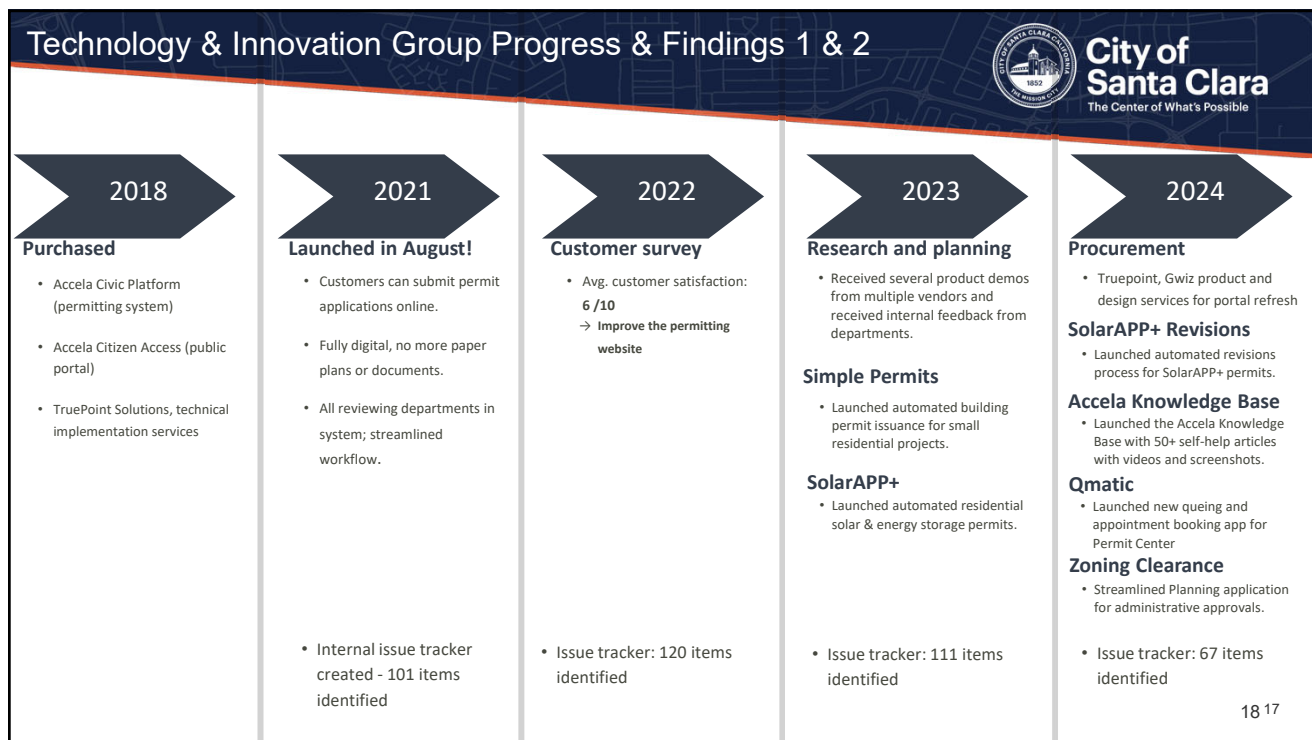 Technology & Innovation Group Progress & Findings 1 & 2
CITY OF SANTA CLARA CALIFORNIA
1852
THE MISSION CITY
City of
Santa Clara
The Center of What's Possible
2018
Purchased
• Accela Civic Platform
(permitting system)
• Accela Citizen Access (public
portal)
• TruePoint Solutions, technical
implementation services
2021
Launched in August!
• Customers can submit permit
applications online.
• Fully digital, no more paper
plans or documents.
• All reviewing departments in
system; streamlined
workflow.
• Internal issue tracker
created - 101 items
identified
2022
Customer survey
• Avg. customer satisfaction:
6 /10
→ Improve the permitting
website
• Issue tracker: 120 items
identified
2023
Research and planning
• Received several product demos
from multiple vendors and
received internal feedback from
departments.
Simple Permits
• Launched automated building
permit issuance for small
residential projects.
SolarAPP+
• Launched automated residential
solar & energy storage permits.
• Issue tracker: 111 items
identified
2024
Procurement
• Truepoint, Gwiz product and
design services for portal refresh
SolarAPP+ Revisions
• Launched automated revisions
process for SolarAPP+ permits.
Accela Knowledge Base
• Launched the Accela Knowledge
Base with 50+ self-help articles
with videos and screenshots.
Qmatic
• Launched new queing and
appointment booking app for
Permit Center
Zoning Clearance
• Streamlined Planning application
for administrative approvals.
• Issue tracker: 67 items
identified
18 17